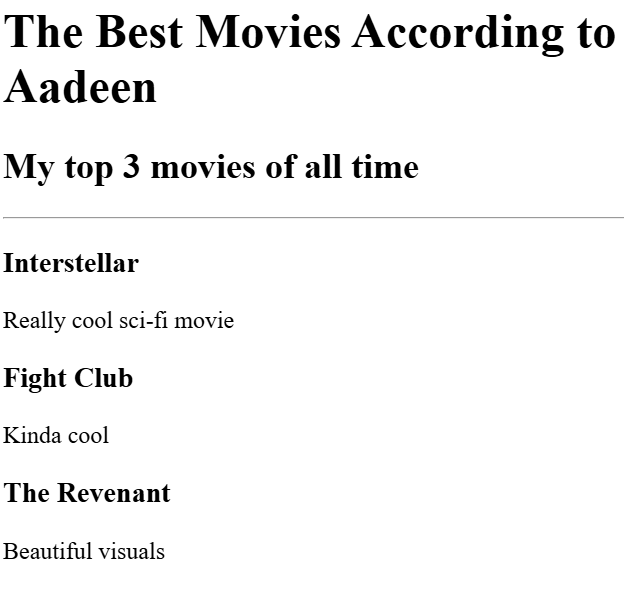 The Best Movies According to
Aadeen
My top 3 movies of all time
Interstellar
Really cool sci-fi movie
Fight Club
Kinda cool
The Revenant
Beautiful visuals